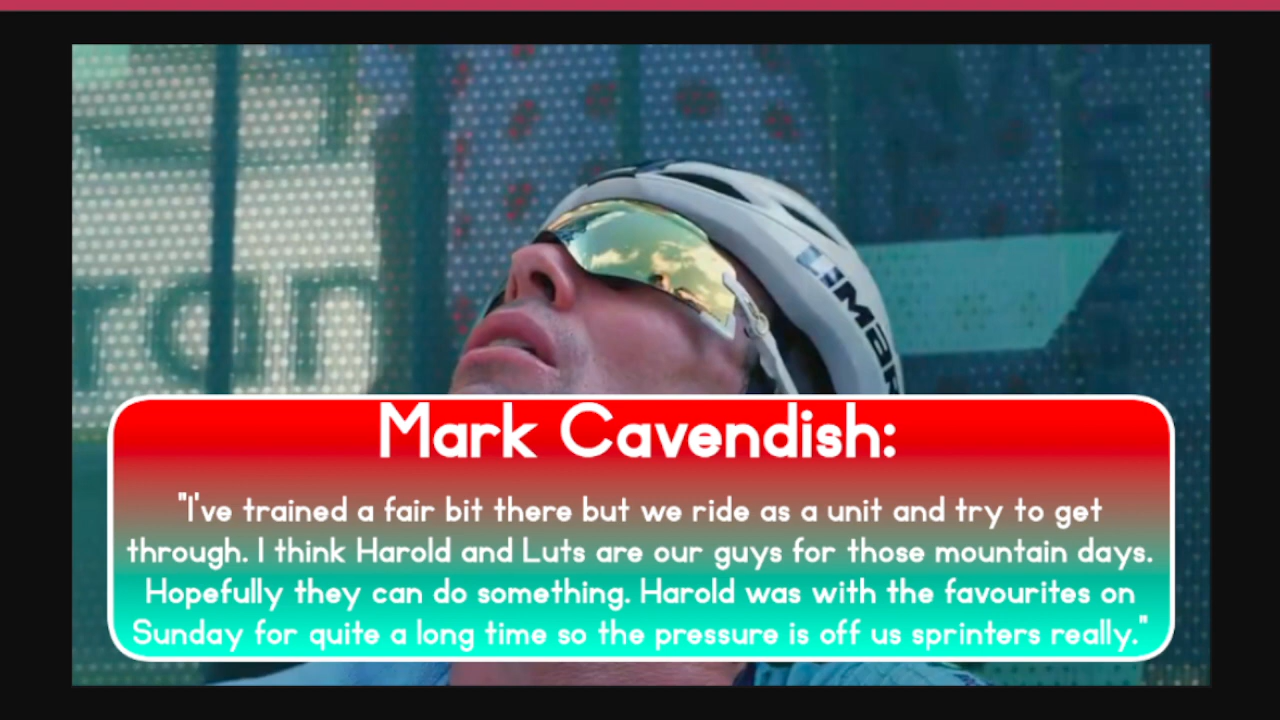 Ton
LIMAR
Mark Cavendish:
"I've trained a fair bit there but we ride as a unit and try to get
through. I think Harold and Luts are our guys for those mountain days.
Hopefully they can do something. Harold was with the favourites on
Sunday for quite a long time so the pressure is off us sprinters really."